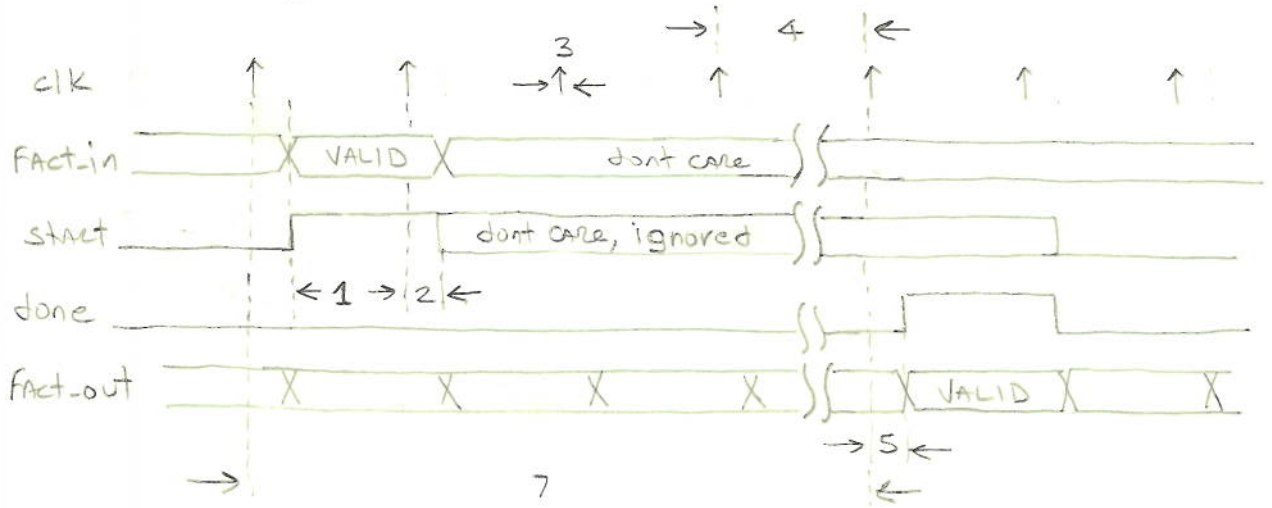 4
3
clk
FAct_in VALID dont cARe
stARt dont cARe, ignored
1 2
done
FAct_out VALID
5
7